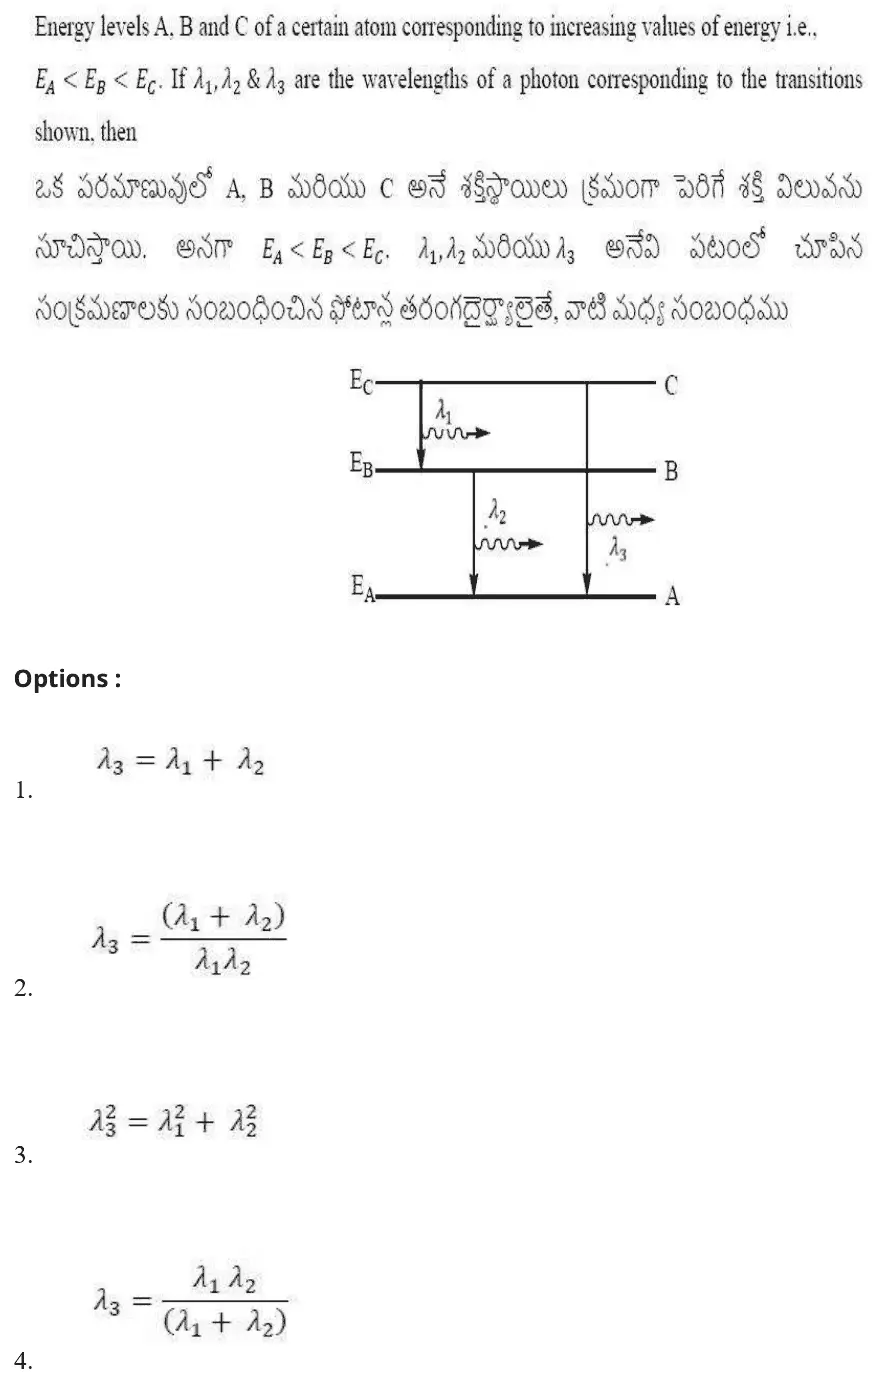 Energy levels A, B and C of a certain atom corresponding to increasing values of energy i.e.,
E_A < E_B < E_C. If λ₁, λ₂ & λ₃ are the wavelengths of a photon corresponding to the transitions
shown, then
ఒక పరమాణువులో A, B మరియు C అనే శక్తిస్థాయిలు క్రమంగా పెరిగే శక్తి విలువను
సూచిస్తాయి. అనగా E_A < E_B < E_C. λ₁, λ₂ మరియు λ₃ అనేవి పటంలో చూపిన
సంక్రమణాలకు సంబంధించిన ఫోటాన్ల తరంగదైర్ఘ్యాలైతే, వాటి మధ్య సంబంధము
E_C C
λ₁
E_B B
λ₂
λ₃
E_A A
Options :
1. λ₃ = λ₁ + λ₂
2. λ₃ = (λ₁ + λ₂) / λ₁λ₂
3. λ₃² = λ₁² + λ₂²
4. λ₃ = λ₁ λ₂ / (λ₁ + λ₂)